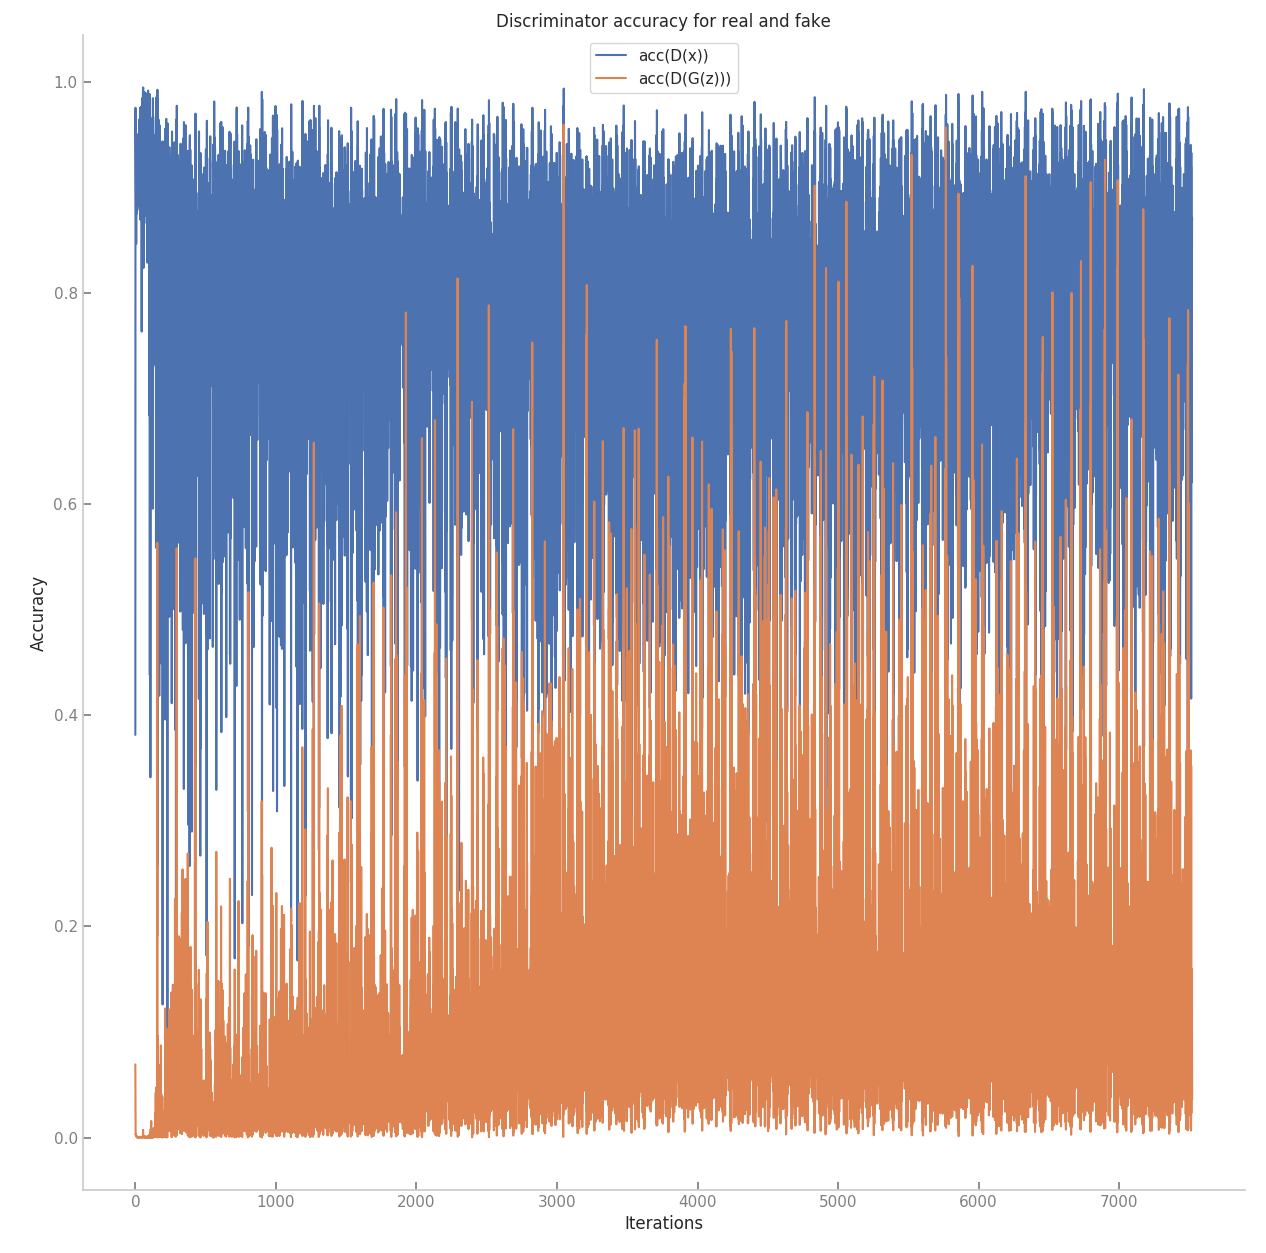 Discriminator accuracy for real and fake
acc(D(x))
acc(D(G(z)))
1.0
0.8
0.6
0.4
0.2
0.0
Accuracy
0 1000 2000 3000 4000 5000 6000 7000
Iterations